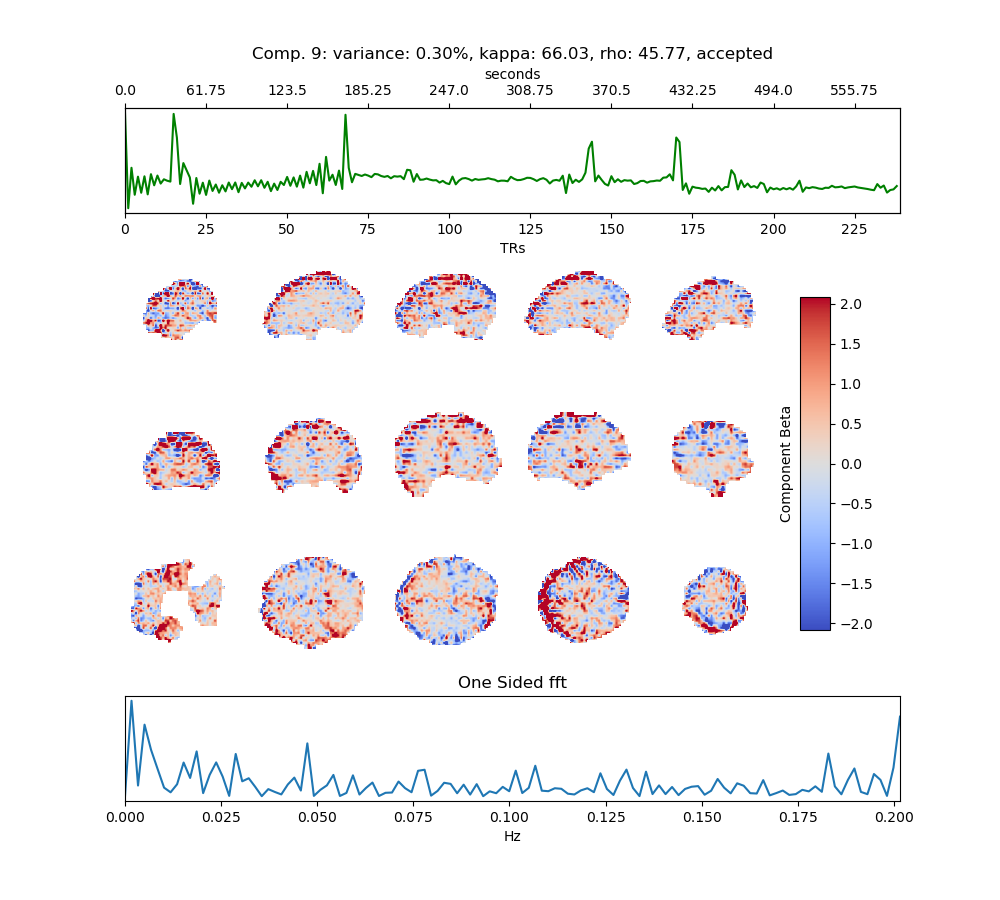 Comp. 9: variance: 0.30%, kappa: 66.03, rho: 45.77, accepted
seconds
0.0 61.75 123.5 185.25 247.0 308.75 370.5 432.25 494.0 555.75
0 25 50 75 100 125 150 175 200 225
TRs
2.0
1.5
1.0
0.5
0.0
−0.5
−1.0
−1.5
−2.0
Component Beta
One Sided fft
0.000 0.025 0.050 0.075 0.100 0.125 0.150 0.175 0.200
Hz